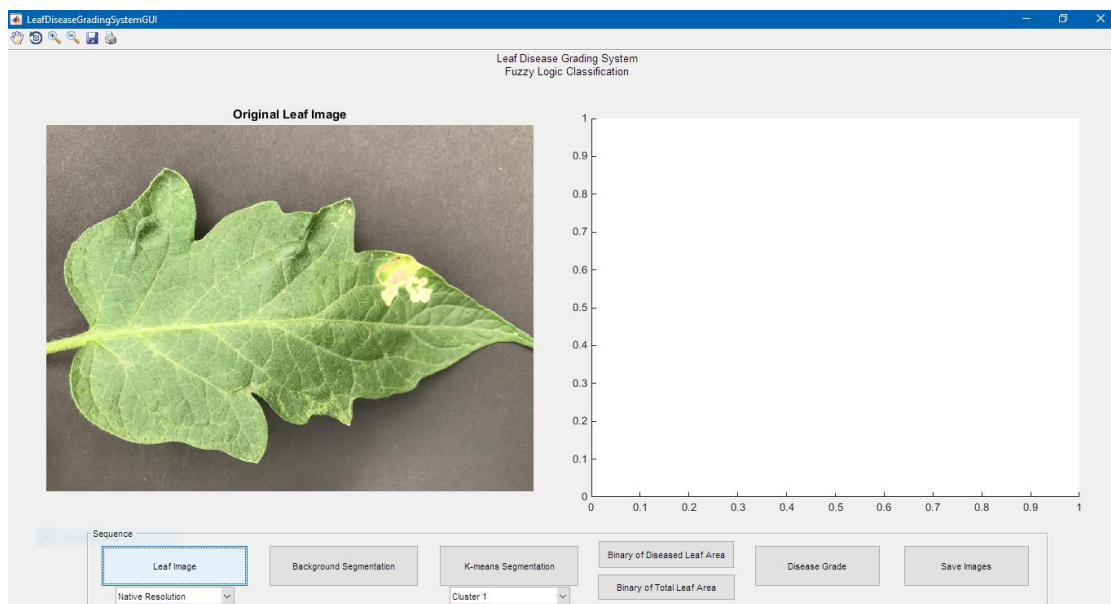 LeafDiseaseGradingSystemGUI
Leaf Disease Grading System
Fuzzy Logic Classification
Original Leaf Image
1
0.9
0.8
0.7
0.6
0.5
0.4
0.3
0.2
0.1
0
0 0.1 0.2 0.3 0.4 0.5 0.6 0.7 0.8 0.9 1
Sequence
Leaf Image
Background Segmentation
K-means Segmentation
Binary of Diseased Leaf Area
Binary of Total Leaf Area
Disease Grade
Save Images
Native Resolution
Cluster 1